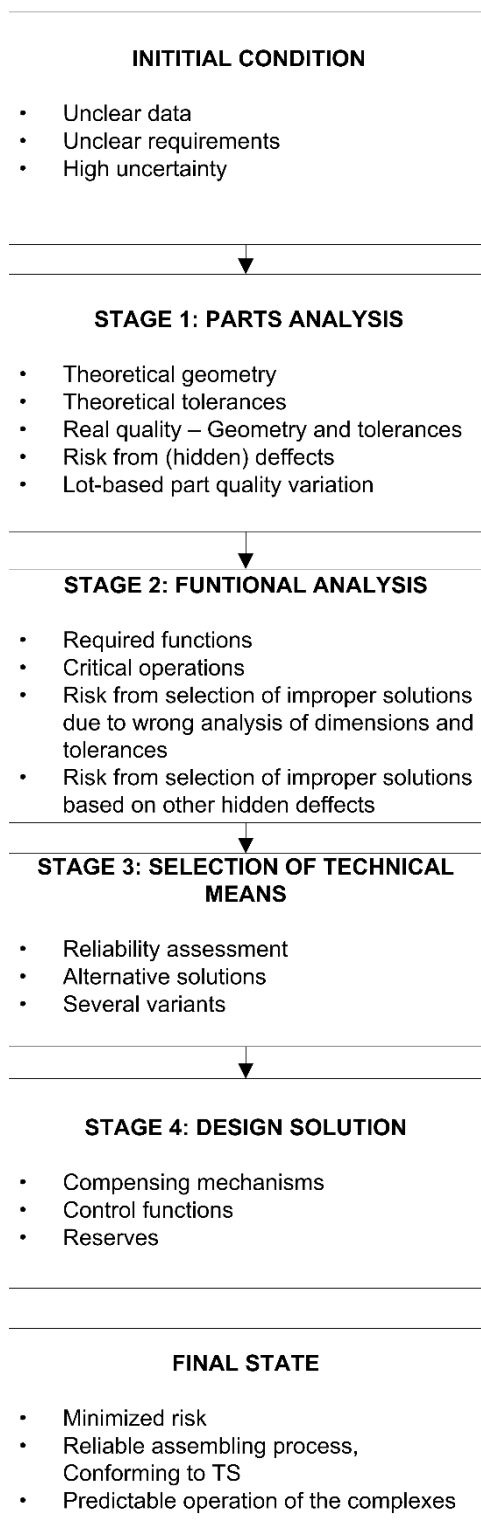 INITITIAL CONDITION
• Unclear data
• Unclear requirements
• High uncertainty
STAGE 1: PARTS ANALYSIS
• Theoretical geometry
• Theoretical tolerances
• Real quality – Geometry and tolerances
• Risk from (hidden) deffects
• Lot-based part quality variation
STAGE 2: FUNTIONAL ANALYSIS
• Required functions
• Critical operations
• Risk from selection of improper solutions
due to wrong analysis of dimensions and
tolerances
• Risk from selection of improper solutions
based on other hidden deffects
STAGE 3: SELECTION OF TECHNICAL
MEANS
• Reliability assessment
• Alternative solutions
• Several variants
STAGE 4: DESIGN SOLUTION
• Compensing mechanisms
• Control functions
• Reserves
FINAL STATE
• Minimized risk
• Reliable assembling process,
Conforming to TS
• Predictable operation of the complexes